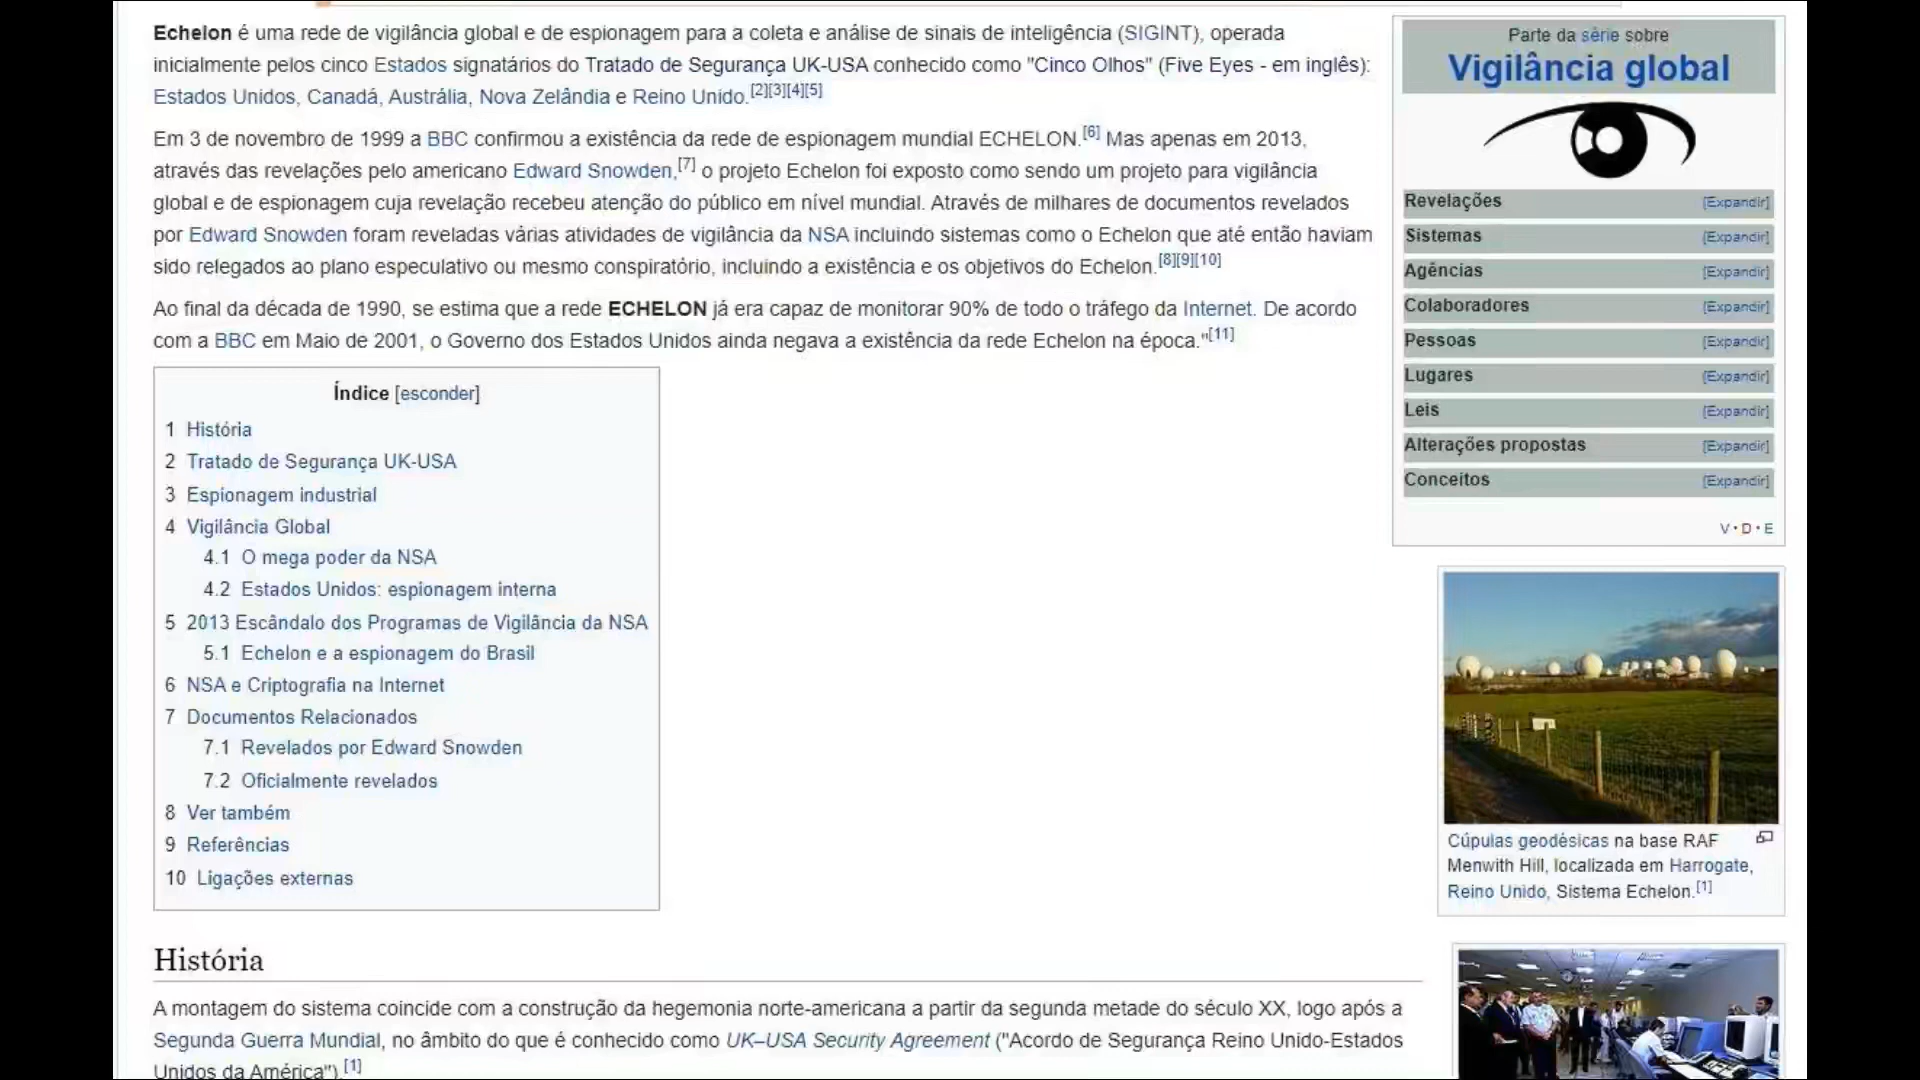 Echelon é uma rede de vigilância global e de espionagem para a coleta e análise de sinais de inteligência (SIGINT), operada
inicialmente pelos cinco Estados signatários do Tratado de Segurança UK-USA conhecido como "Cinco Olhos" (Five Eyes - em inglês):
Estados Unidos, Canadá, Austrália, Nova Zelândia e Reino Unido.[2][3][4][5]
Em 3 de novembro de 1999 a BBC confirmou a existência da rede de espionagem mundial ECHELON.[6] Mas apenas em 2013,
através das revelações pelo americano Edward Snowden,[7] o projeto Echelon foi exposto como sendo um projeto para vigilância
global e de espionagem cuja revelação recebeu atenção do público em nível mundial. Através de milhares de documentos revelados
por Edward Snowden foram reveladas várias atividades de vigilância da NSA incluindo sistemas como o Echelon que até então haviam
sido relegados ao plano especulativo ou mesmo conspiratório, incluindo a existência e os objetivos do Echelon.[8][9][10]
Ao final da década de 1990, se estima que a rede ECHELON já era capaz de monitorar 90% de todo o tráfego da Internet. De acordo
com a BBC em Maio de 2001, o Governo dos Estados Unidos ainda negava a existência da rede Echelon na época."[11]
Índice [esconder]
1 História
2 Tratado de Segurança UK-USA
3 Espionagem industrial
4 Vigilância Global
4.1 O mega poder da NSA
4.2 Estados Unidos: espionagem interna
5 2013 Escândalo dos Programas de Vigilância da NSA
5.1 Echelon e a espionagem do Brasil
6 NSA e Criptografia na Internet
7 Documentos Relacionados
7.1 Revelados por Edward Snowden
7.2 Oficialmente revelados
8 Ver também
9 Referências
10 Ligações externas
História
A montagem do sistema coincide com a construção da hegemonia norte-americana a partir da segunda metade do século XX, logo após a
Segunda Guerra Mundial, no âmbito do que é conhecido como UK–USA Security Agreement ("Acordo de Segurança Reino Unido-Estados
Unidos da América").[1]
Parte da série sobre
Vigilância global
Revelações [Expandir]
Sistemas [Expandir]
Agências [Expandir]
Colaboradores [Expandir]
Pessoas [Expandir]
Lugares [Expandir]
Leis [Expandir]
Alterações propostas [Expandir]
Conceitos [Expandir]
V • D • E
Cúpulas geodésicas na base RAF
Menwith Hill, localizada em Harrogate,
Reino Unido, Sistema Echelon.[1]